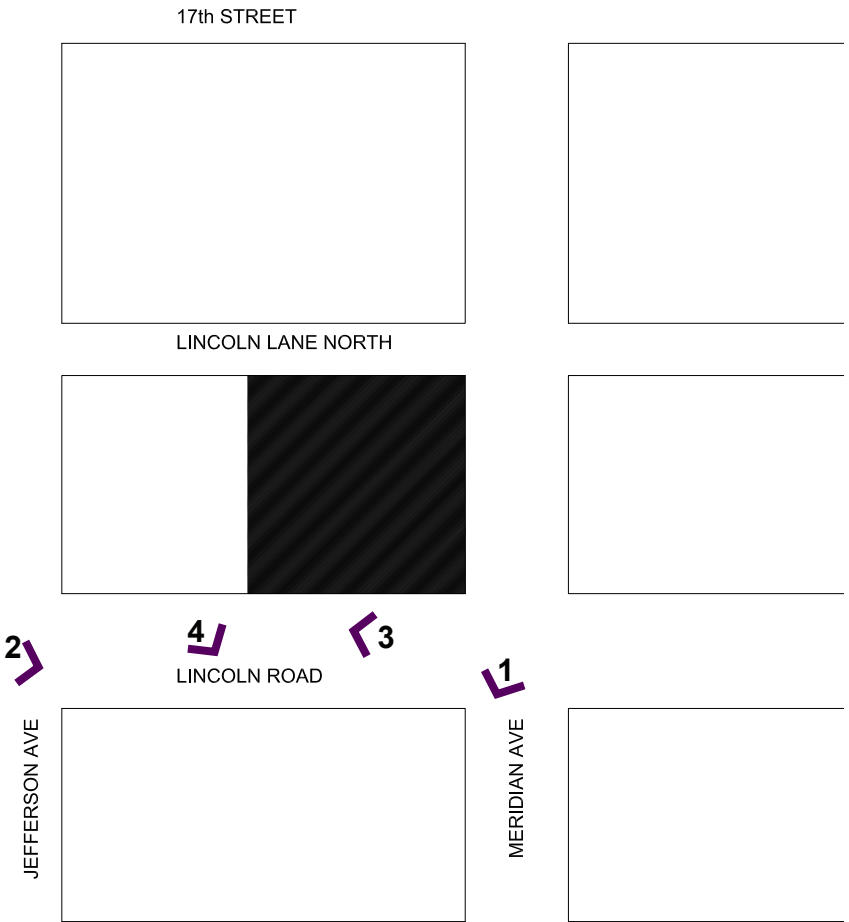 17th STREET
LINCOLN LANE NORTH
2
4
3
1
LINCOLN ROAD
JEFFERSON AVE
MERIDIAN AVE